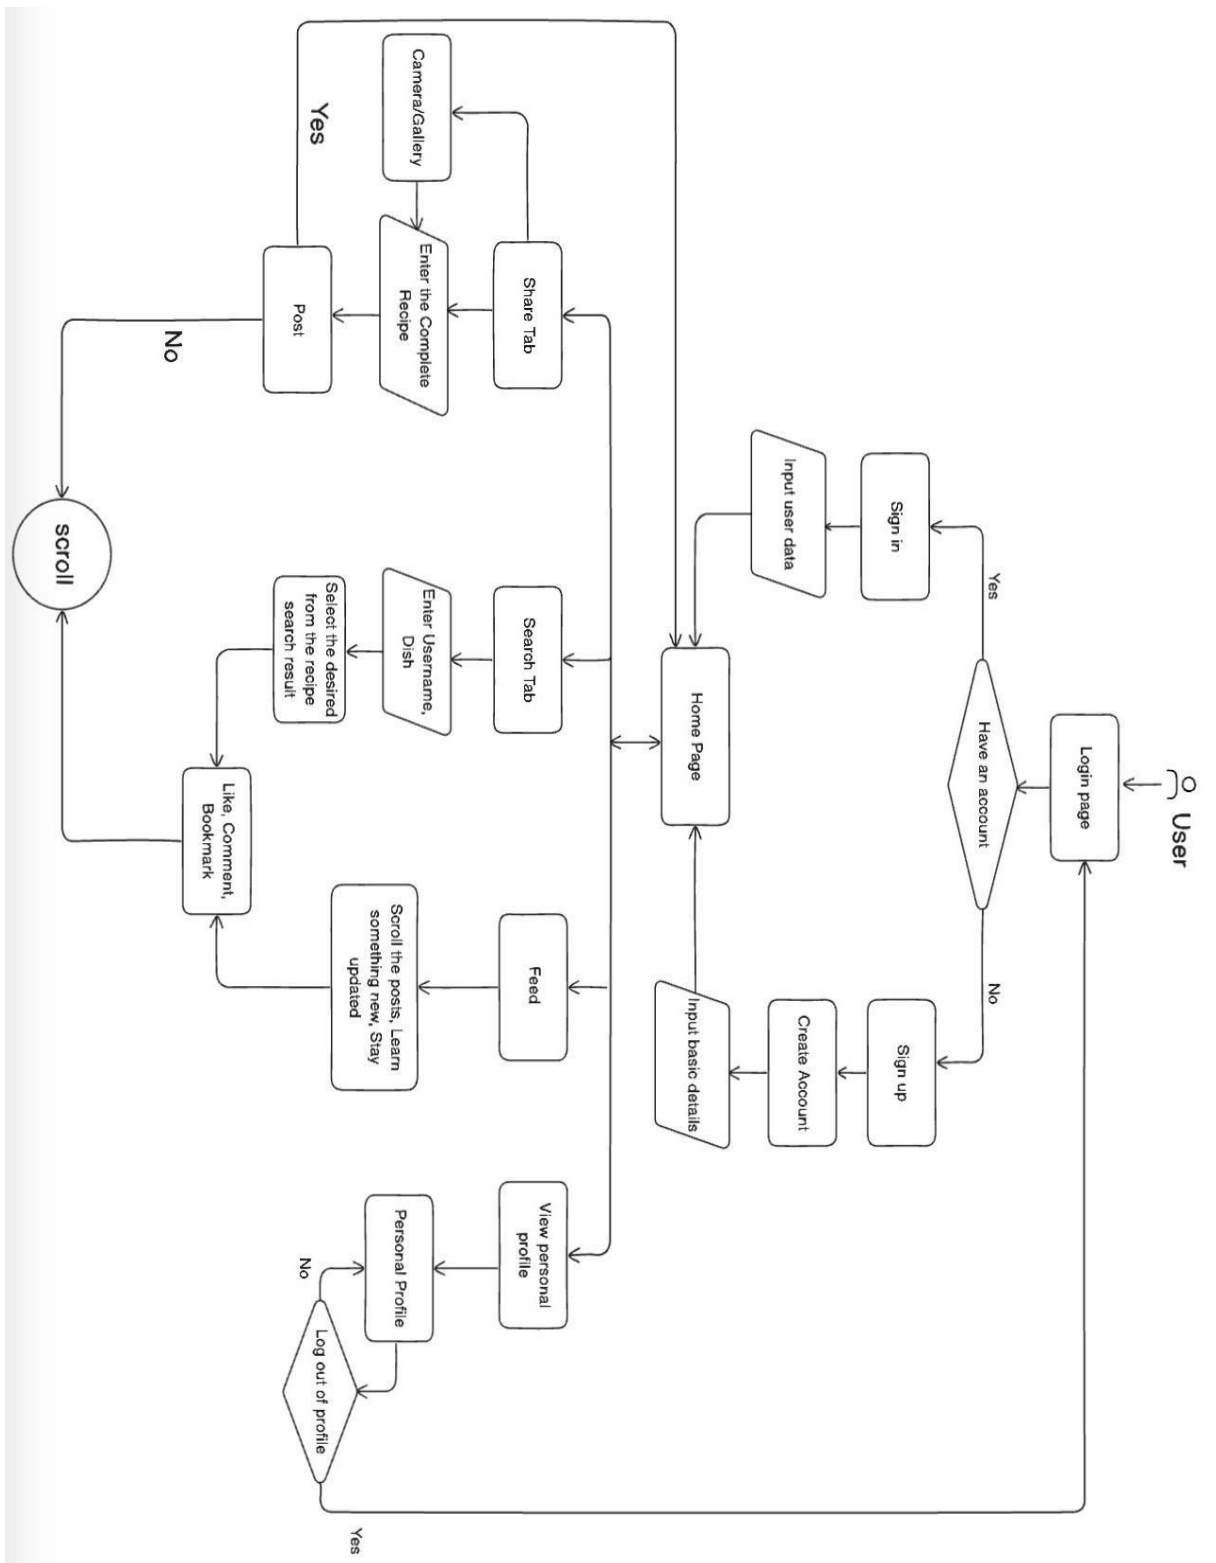 User
Login page
Have an account
Yes
No
Sign in
Sign up
Input user data
Create Account
Home Page
Input basic details
Share Tab
Search Tab
Feed
View personal
profile
Camera/Gallery
Enter the Complete
Recipe
Enter Username,
Dish
Scroll the posts, Learn
something new, Stay
updated
Personal Profile
Yes
Post
Select the desired
from the recipe
search result
No
Log out of profile
Yes
Like, Comment,
Bookmark
No
scroll